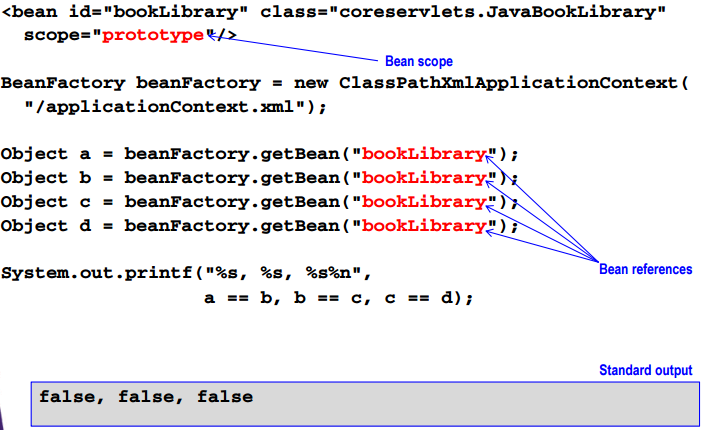 <bean id="bookLibrary" class="coreservlets.JavaBookLibrary"
scope="prototype"/>
Bean scope
BeanFactory beanFactory = new ClassPathXmlApplicationContext(
"/applicationContext.xml");
Object a = beanFactory.getBean("bookLibrary");
Object b = beanFactory.getBean("bookLibrary");
Object c = beanFactory.getBean("bookLibrary");
Object d = beanFactory.getBean("bookLibrary");
Bean references
System.out.printf("%s, %s, %s%n",
a == b, b == c, c == d);
Standard output
false, false, false